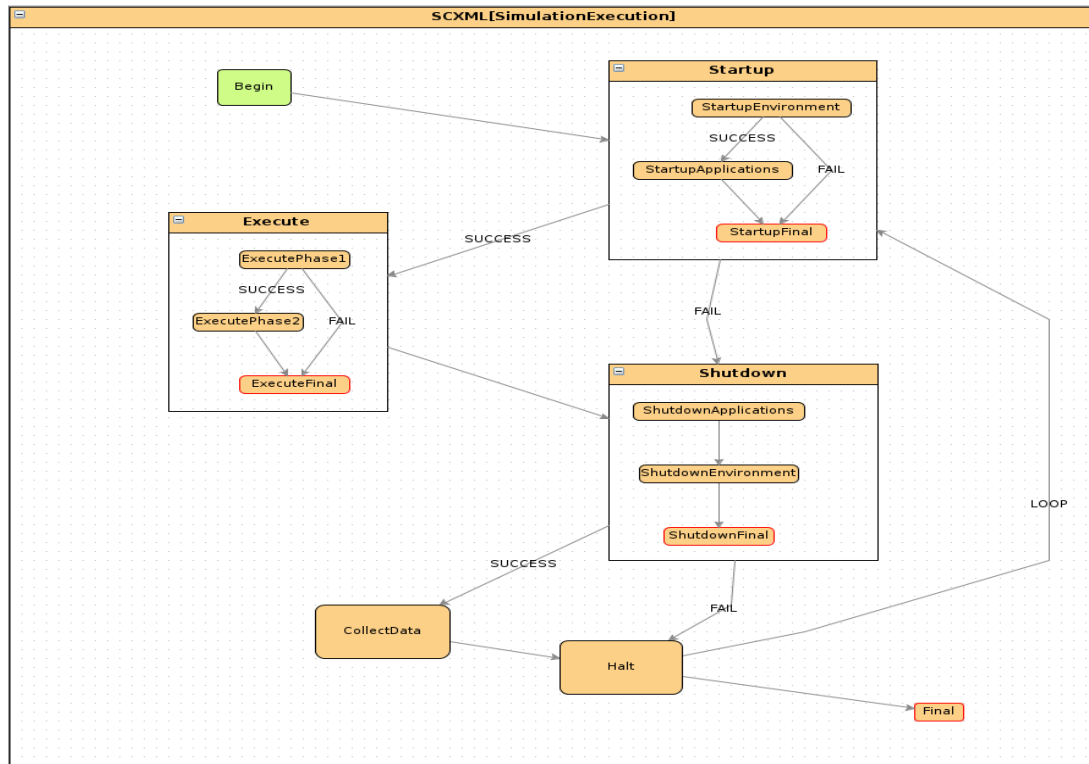 SCXML[SimulationExecution]
Begin
Startup
StartupEnvironment
SUCCESS
StartupApplications
FAIL
StartupFinal
Execute
SUCCESS
ExecutePhase1
SUCCESS
ExecutePhase2
FAIL
ExecuteFinal
FAIL
Shutdown
ShutdownApplications
ShutdownEnvironment
LOOP
ShutdownFinal
SUCCESS
FAIL
CollectData
Halt
Final